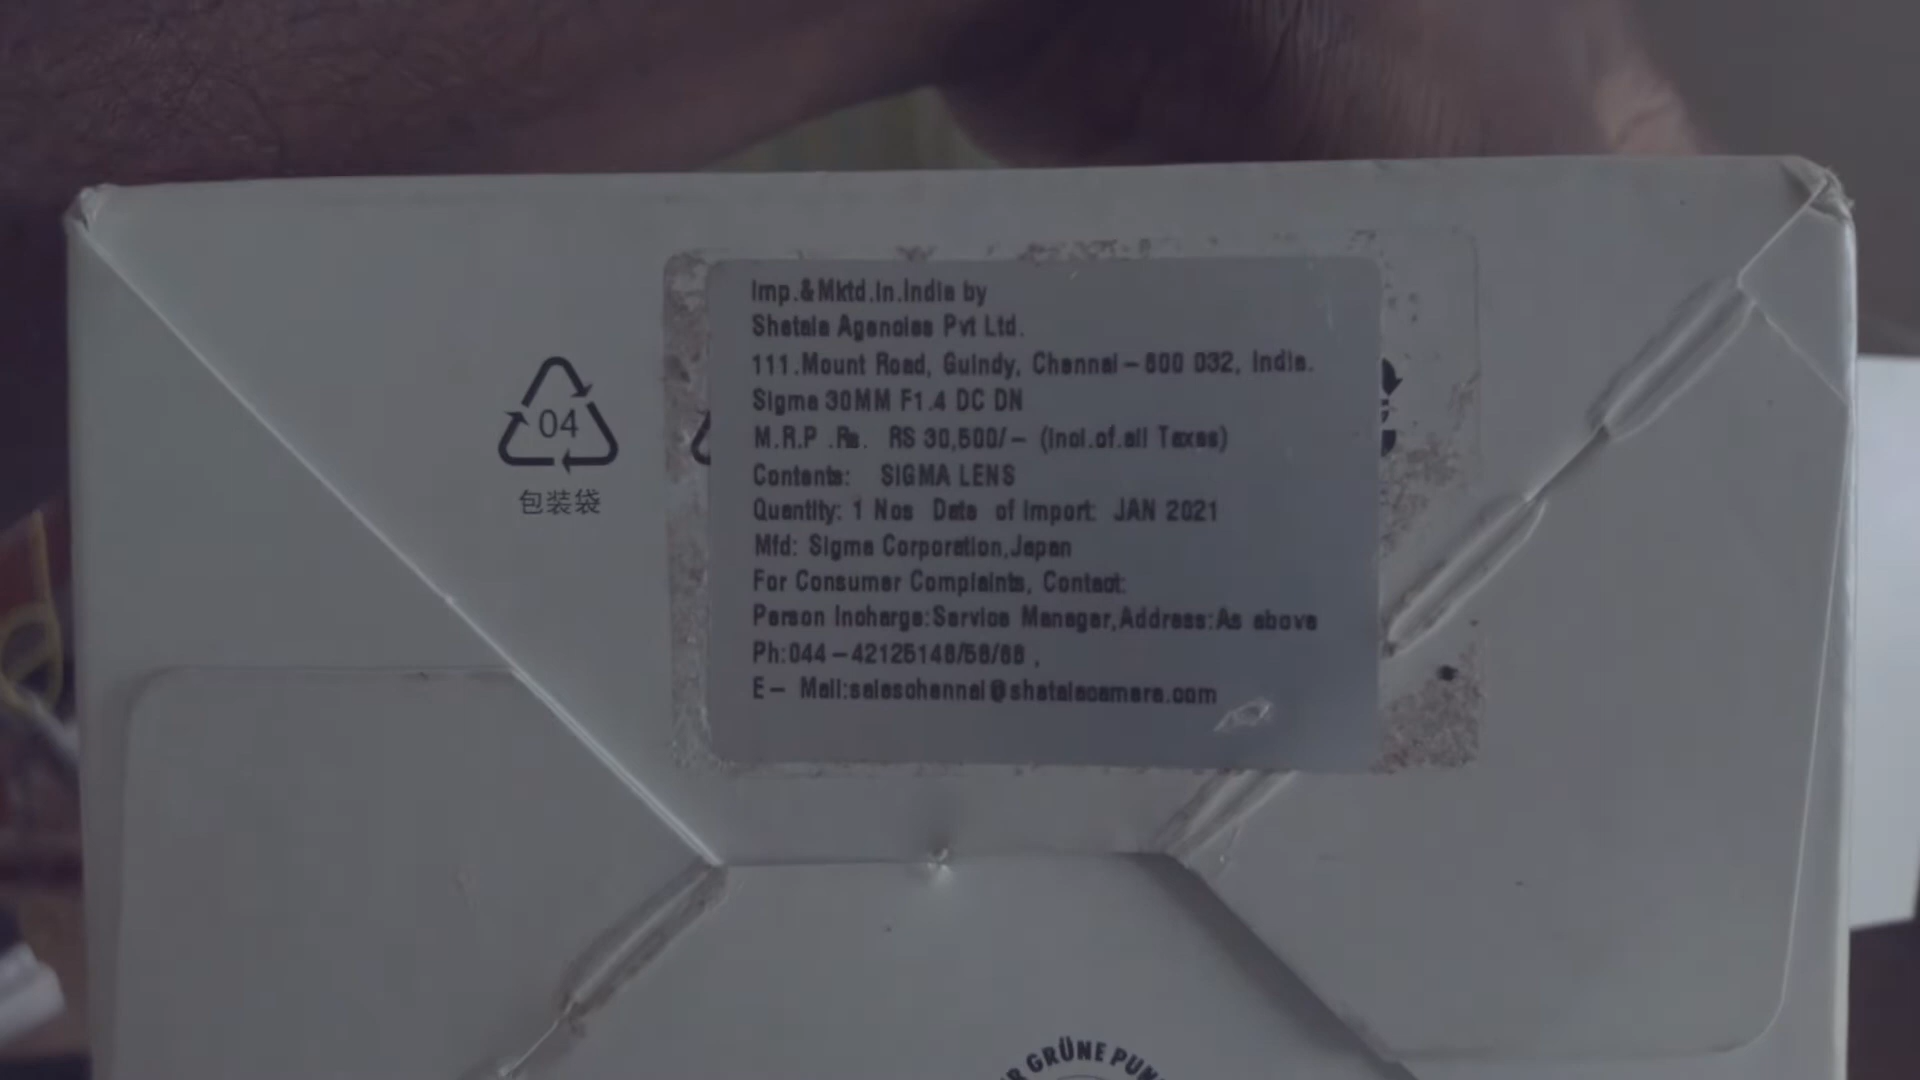 04
包装袋
Imp.&Mktd.in.India by
Shetala Agencies Pvt Ltd.
111.Mount Road, Guindy, Chennai – 600 032, India.
Sigma 30MM F1.4 DC DN
M.R.P .Rs. RS 30,500/– (incl.of.all Taxes)
Contents: SIGMA LENS
Quantity: 1 Nos Date of import: JAN 2021
Mfd: Sigma Corporation,Japan
For Consumer Complaints, Contact:
Person Incharge:Service Manager,Address:As above
Ph:044 –
E – Mail:saleschennai@shetalacamera.com
GRÜNE